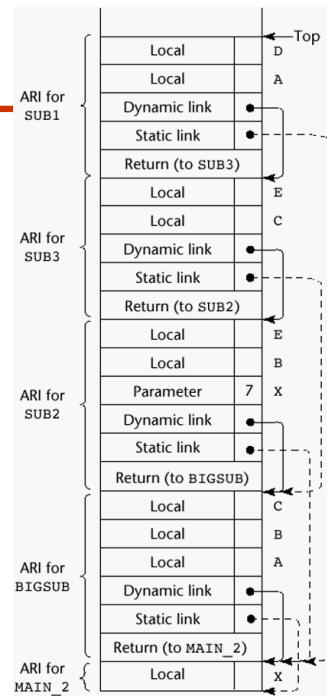 Top
Local D
Local A
ARI for SUB1
Dynamic link
Static link
Return (to SUB3)
Local E
Local C
ARI for SUB3
Dynamic link
Static link
Return (to SUB2)
Local E
Local B
Parameter 7 X
ARI for SUB2
Dynamic link
Static link
Return (to BIGSUB)
Local C
Local B
Local A
ARI for BIGSUB
Dynamic link
Static link
Return (to MAIN_2)
ARI for MAIN_2
Local X